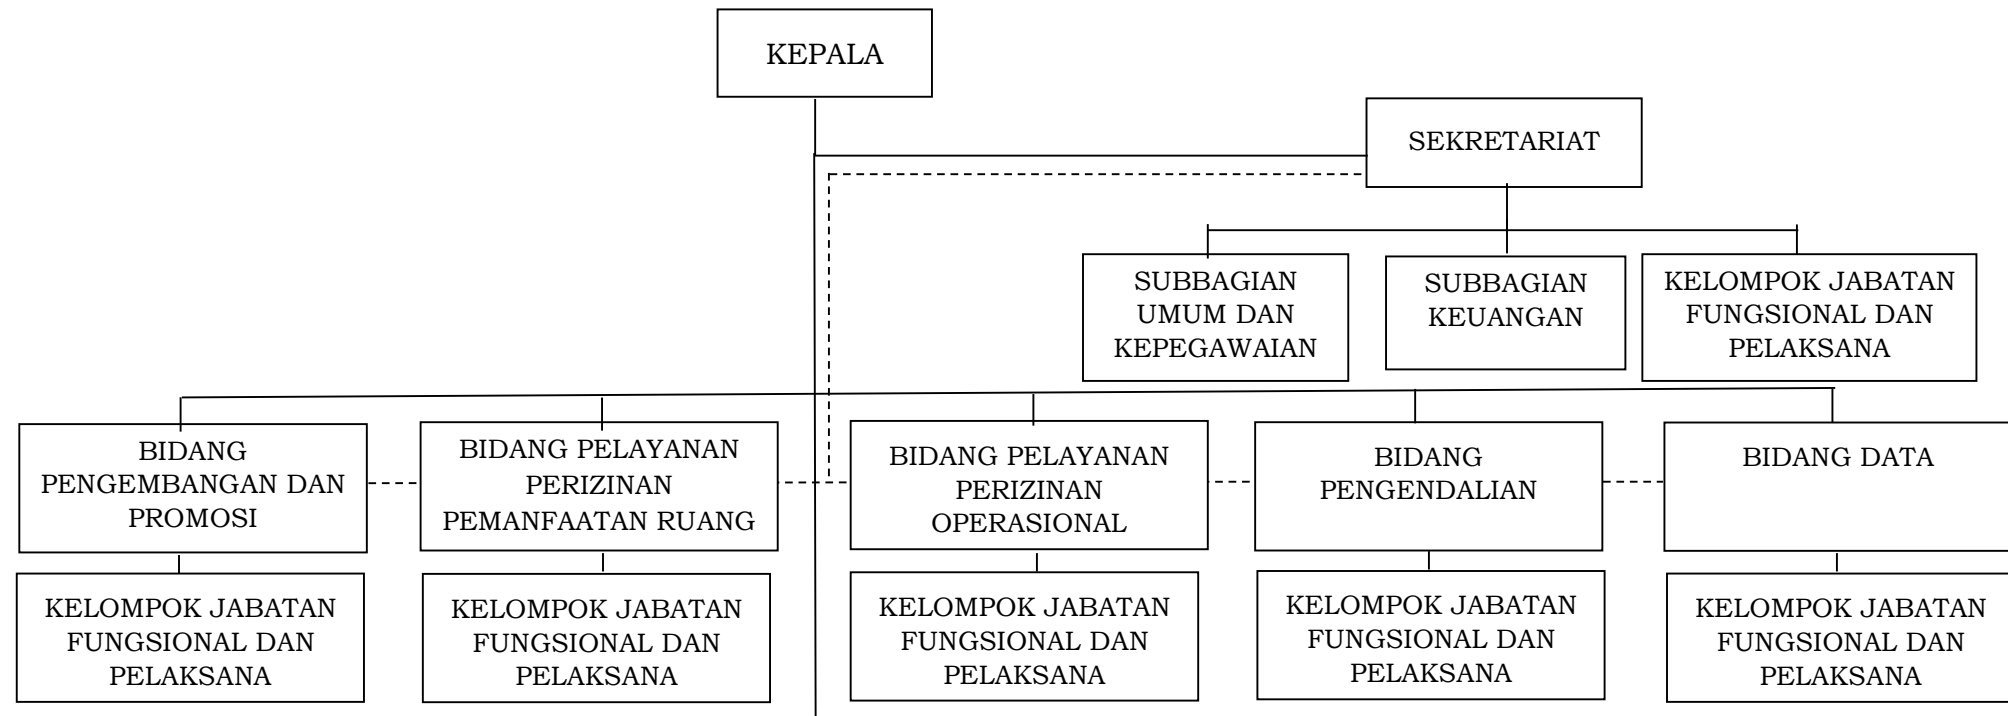 KEPALA
SEKRETARIAT
SUBBAGIAN
UMUM DAN
KEPEGAWAIAN
SUBBAGIAN
KEUANGAN
KELOMPOK JABATAN
FUNGSIONAL DAN
PELAKSANA
BIDANG
PENGEMBANGAN DAN
PROMOSI
BIDANG PELAYANAN
PERIZINAN
PEMANFAATAN RUANG
BIDANG PELAYANAN
PERIZINAN
OPERASIONAL
BIDANG
PENGENDALIAN
BIDANG DATA
KELOMPOK JABATAN
FUNGSIONAL DAN
PELAKSANA
KELOMPOK JABATAN
FUNGSIONAL DAN
PELAKSANA
KELOMPOK JABATAN
FUNGSIONAL DAN
PELAKSANA
KELOMPOK JABATAN
FUNGSIONAL DAN
PELAKSANA
KELOMPOK JABATAN
FUNGSIONAL DAN
PELAKSANA